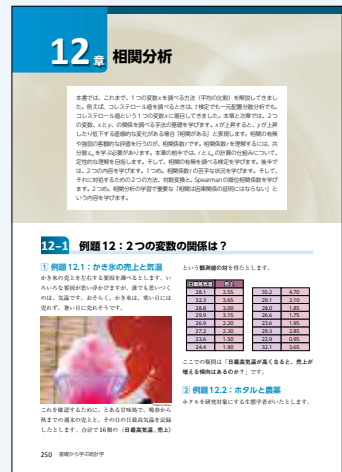 12章 相関分析
本書では、これまで、1つの変数xを調べる方法（平均の比較）を解説してきまし
た。例えば、コレステロール値を調べるときは、t検定でも一元配置分散分析でも、
コレステロール値という1つの変数xに着目してきました。本章と次章では、2つ
の変数、xとy、の関係を調べる手法の基礎を学びます。xが上昇すると、yが上昇
したり低下する直線的な変化がある場合「相関がある」と表現します。相関の有無
や強弱の客観的な評価を行うのが、相関係数rです。相関係数rを理解するには、共
分散sxyを学ぶ必要があります。本章の前半では、rとsxyの計算の仕組みについて、
定性的な理解を目指します。そして、相関の有無を調べる検定を学びます。後半で
は、2つの内容を学びます。1つめ。相関係数rの苦手な状況を学びます。そして、
それに対処するための2つの方法、対数変換と、Spearmanの順位相関係数を学び
ます。2つめ。相関分析の学習で重要な「相関は因果関係の証明にはならない」と
いう内容を学びます。
12-1 例題12：2つの変数の関係は？
1 例題12.1：かき氷の売上と気温
かき氷の売上を左右する要因を調べるとします。い
ろいろな要因が思い浮かびますが、誰でも思いつく
のは、気温です。おそらく、かき氷は、寒い日には
売れず、暑い日に売れそうです。
これを確認するために、とある甘味処で、晩春から
秋までの週末の売上と、その日の最高気温を記録
したとします。合計で16個の（日最高気温, 売上）
という観測値の対を得たとします。
日最高気温 売上
28.1 2.55 35.2 4.70
32.3 3.65 29.1 2.10
28.8 3.00 28.0 1.85
29.9 3.15 26.6 1.75
26.9 2.20 23.6 1.95
27.2 2.30 29.3 2.85
23.6 1.50 22.9 0.95
24.4 1.90 32.1 3.65
ここでの疑問は「日最高気温が高くなると、売上が
増える傾向はあるのか？」です。
2 例題12.2：ホタルと農薬
ホタルを研究対象にする生態学者がいたとします。
250 基礎から学ぶ統計学